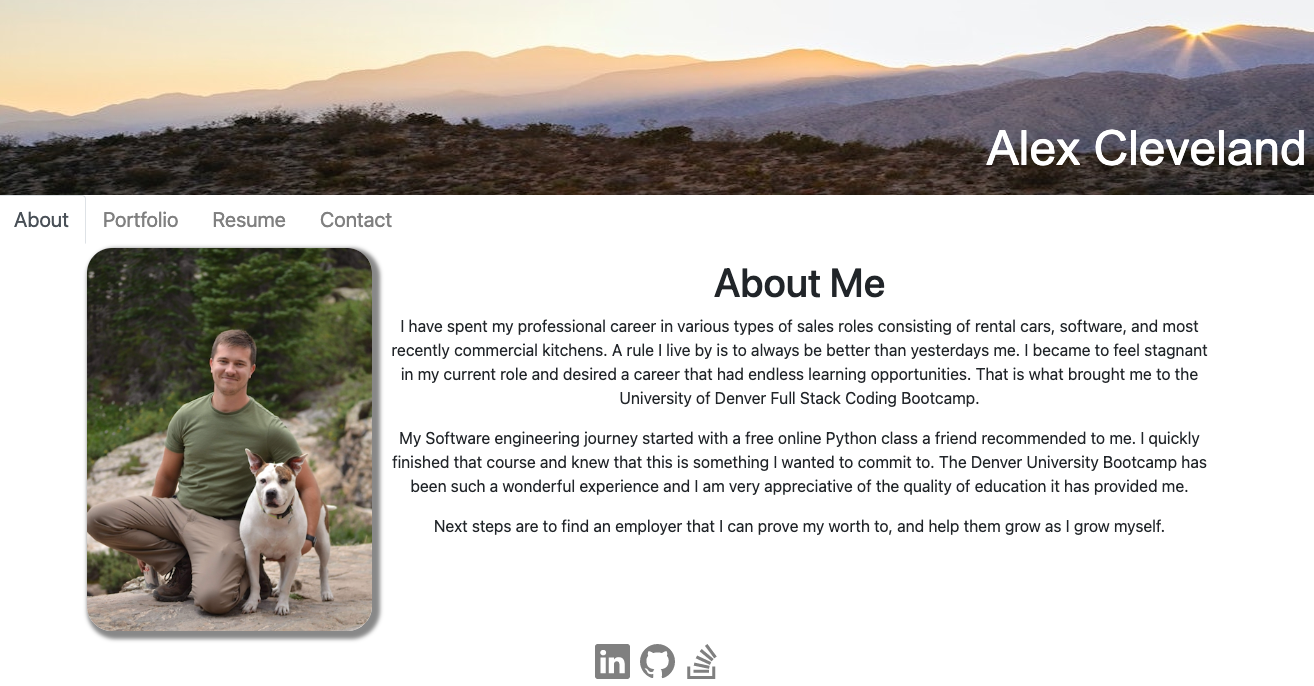 Alex Cleveland
About Portfolio Resume Contact
About Me
I have spent my professional career in various types of sales roles consisting of rental cars, software, and most
recently commercial kitchens. A rule I live by is to always be better than yesterdays me. I became to feel stagnant
in my current role and desired a career that had endless learning opportunities. That is what brought me to the
University of Denver Full Stack Coding Bootcamp.
My Software engineering journey started with a free online Python class a friend recommended to me. I quickly
finished that course and knew that this is something I wanted to commit to. The Denver University Bootcamp has
been such a wonderful experience and I am very appreciative of the quality of education it has provided me.
Next steps are to find an employer that I can prove my worth to, and help them grow as I grow myself.
in